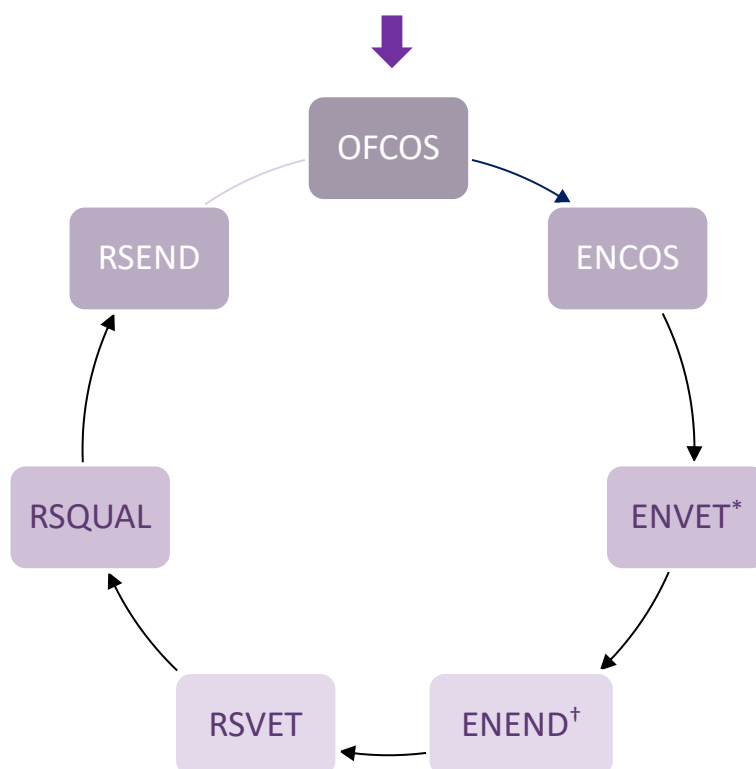 OFCOS
ENCOS
ENVET*
ENEND†
RSVET
RSQUAL
RSEND